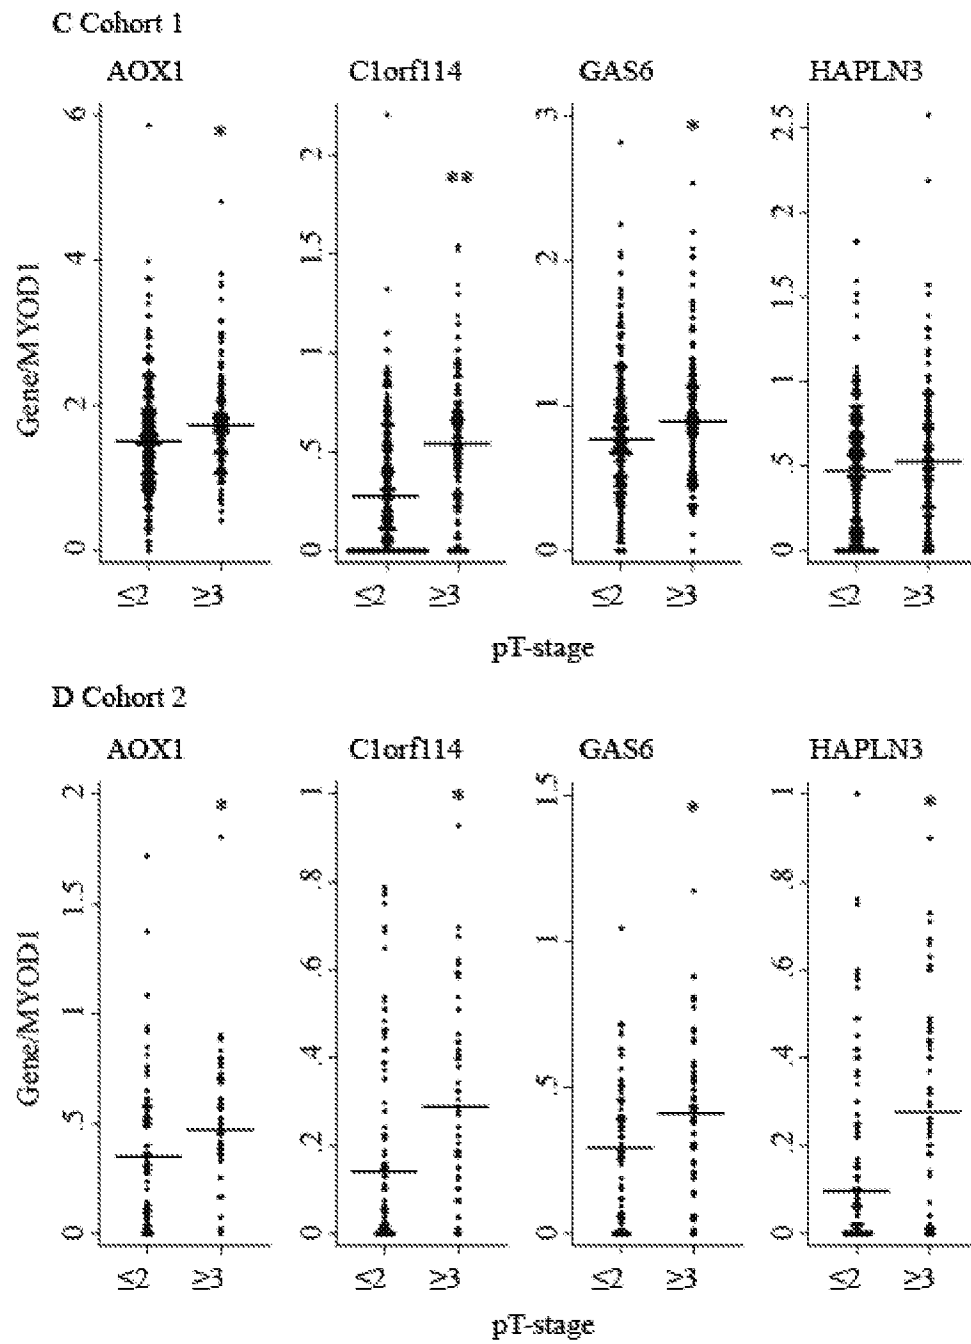 C Cohort 1
AOX1 C1orf114 GAS6 HAPLN3
Gene/MYOD1
0 2 4 6
0 .5 1 1.5 2
0 1 2 3
0 .5 1 1.5 2 2.5
* ** *
≤2 ≥3 ≤2 ≥3 ≤2 ≥3 ≤2 ≥3
pT-stage
D Cohort 2
AOX1 C1orf114 GAS6 HAPLN3
Gene/MYOD1
0 .5 1 1.5 2
0 .2 .4 .6 .8 1
0 .5 1 1.5
0 .2 .4 .6 .8 1
* * * *
≤2 ≥3 ≤2 ≥3 ≤2 ≥3 ≤2 ≥3
pT-stage